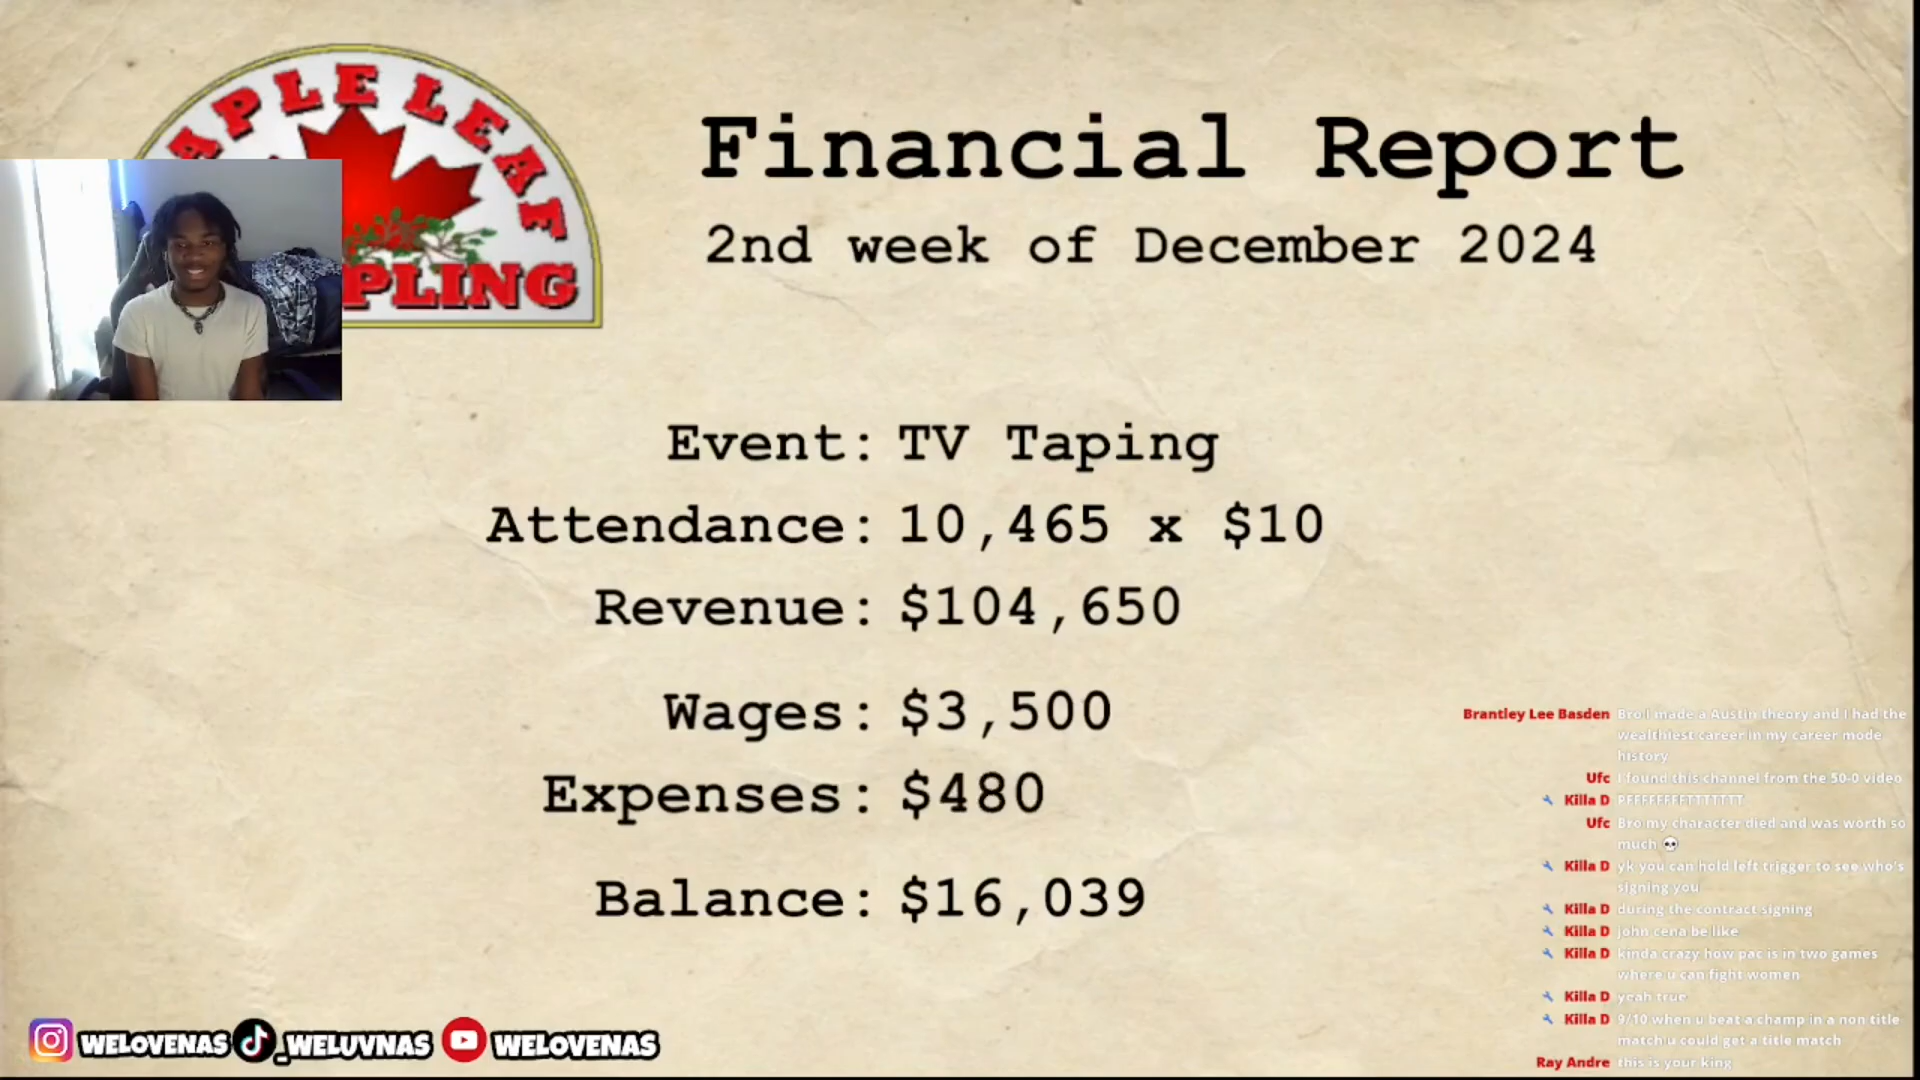 APLE LEAF
PLING
Financial Report
2nd week of December 2024
Event: TV Taping
Attendance: 10,465 x $10
Revenue: $104,650
Wages: $3,500
Expenses: $480
Balance: $16,039
Brantley Lee Basden Bro I made a Austin theory and I had the
wealthiest career in my career mode
history
Ufc I found this channel from the 50-0 video
Killa D
Ufc Bro my character died and was worth so
much 💀
Killa D yk you can hold left trigger to see who's
signing you
Killa D during the contract signing
Killa D john cena be like
Killa D kinda crazy how pac is in two games
where u can fight women
Killa D yeah true
Killa D 9/10 when u beat a champ in a non title
match u could get a title match
Ray Andre this is your king
WELOVENAS _WELUVNAS WELOVENAS